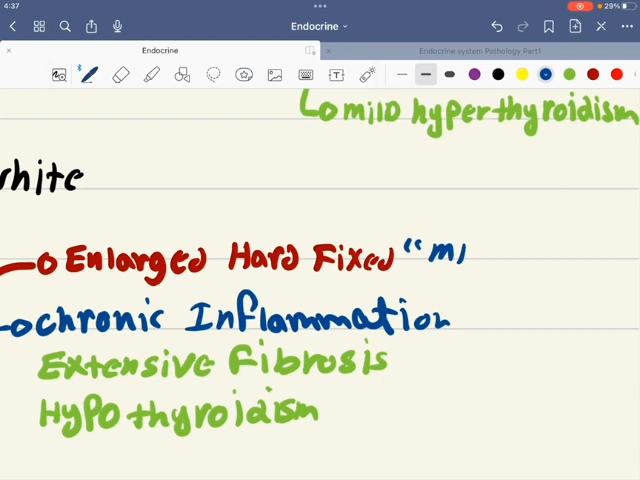 4:37
29%
Endocrine
Endocrine
Endocrine system Pathology Part1
mild hyperthyroidism
Enlarged Hard Fixed "
chronic Inflammation
Extensive Fibrosis
Hypothyroidism